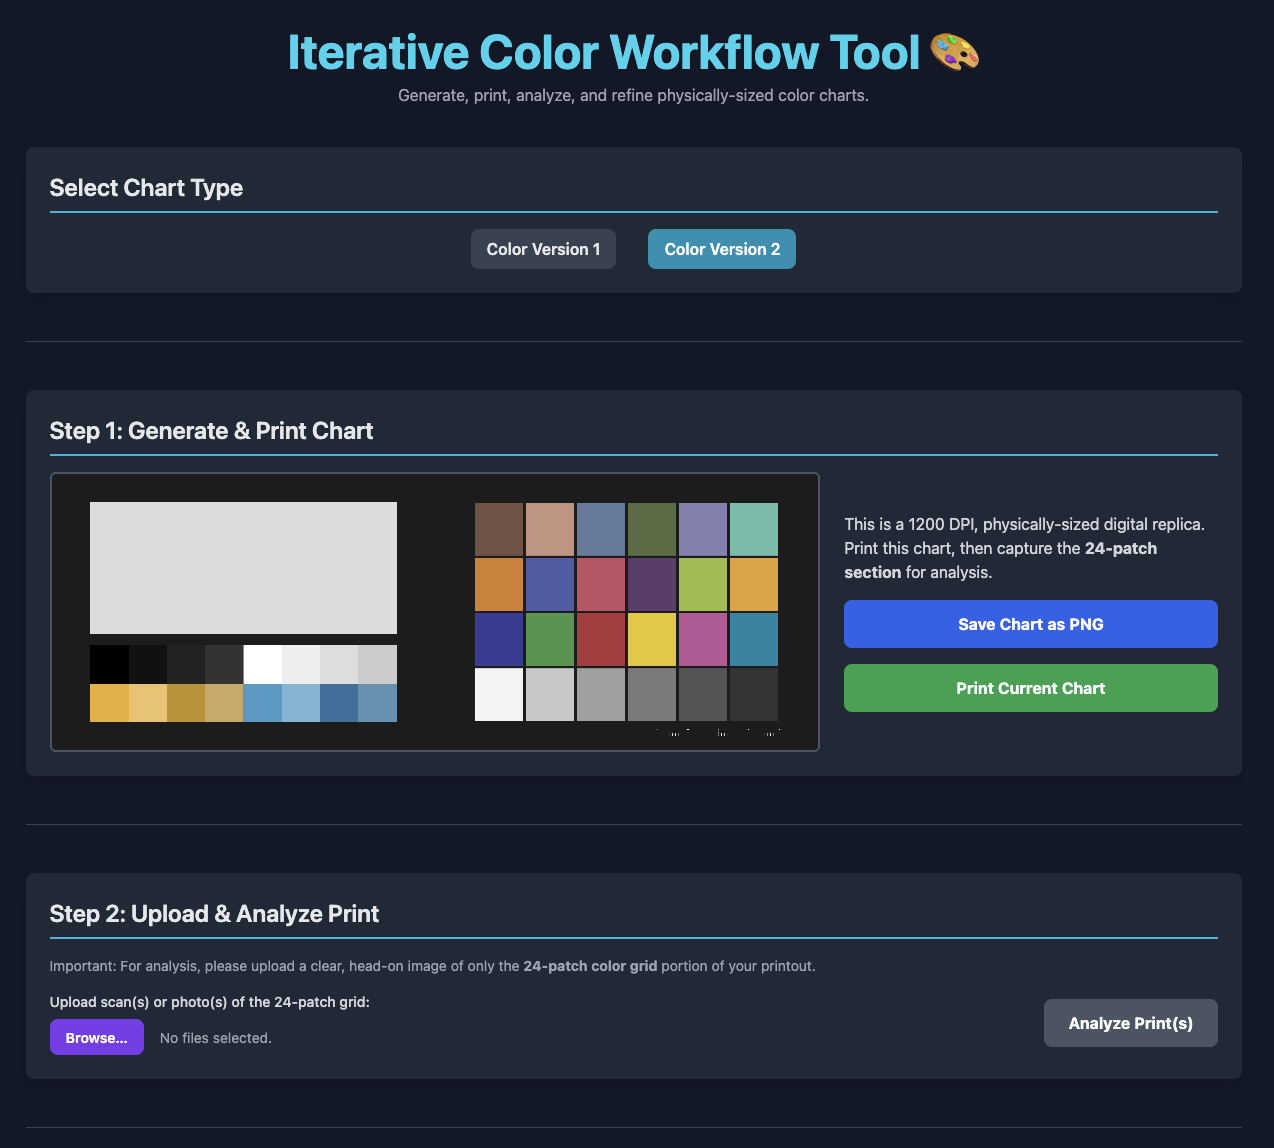 Iterative Color Workflow Tool 🎨
Generate, print, analyze, and refine physically-sized color charts.
Select Chart Type
Color Version 1
Color Version 2
Step 1: Generate & Print Chart
This is a 1200 DPI, physically-sized digital replica.
Print this chart, then capture the 24-patch
section for analysis.
Save Chart as PNG
Print Current Chart
Step 2: Upload & Analyze Print
Important: For analysis, please upload a clear, head-on image of only the 24-patch color grid portion of your printout.
Upload scan(s) or photo(s) of the 24-patch grid:
Browse...
No files selected.
Analyze Print(s)